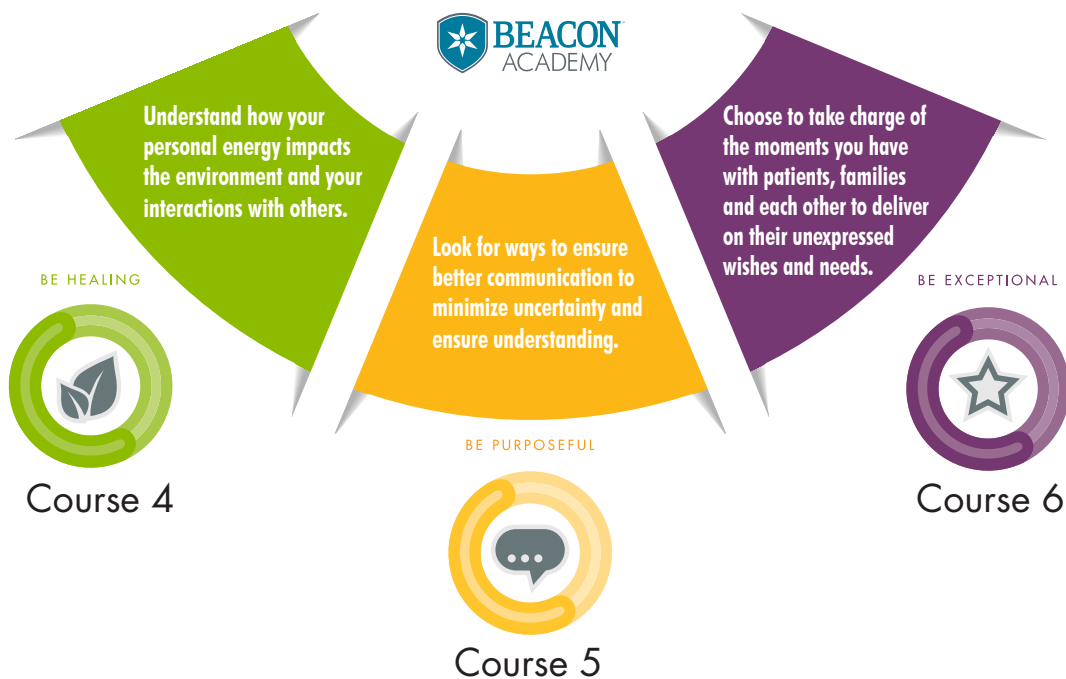 BEACON
ACADEMY
Understand how your
personal energy impacts
the environment and your
interactions with others.
BE HEALING
Course 4
Look for ways to ensure
better communication to
minimize uncertainty and
ensure understanding.
BE PURPOSEFUL
Course 5
Choose to take charge of
the moments you have
with patients, families
and each other to deliver
on their unexpressed
wishes and needs.
BE EXCEPTIONAL
Course 6